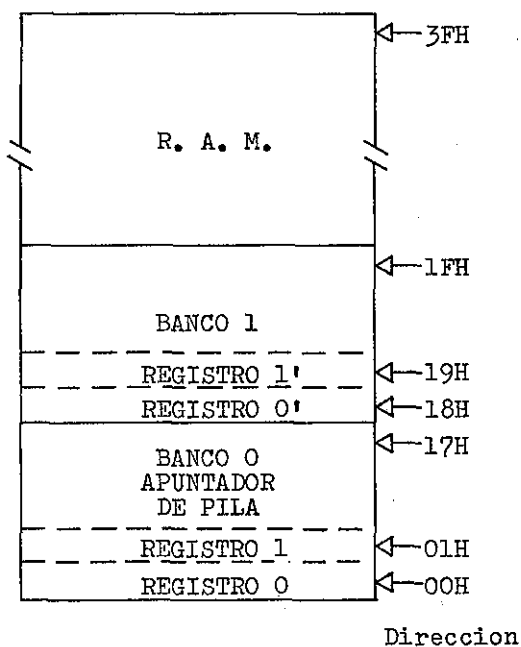 3FH
R. A. M.
1FH
BANCO 1
REGISTRO 1'
19H
REGISTRO 0'
18H
17H
BANCO 0
APUNTADOR
DE PILA
REGISTRO 1
01H
REGISTRO 0
00H
Direccion